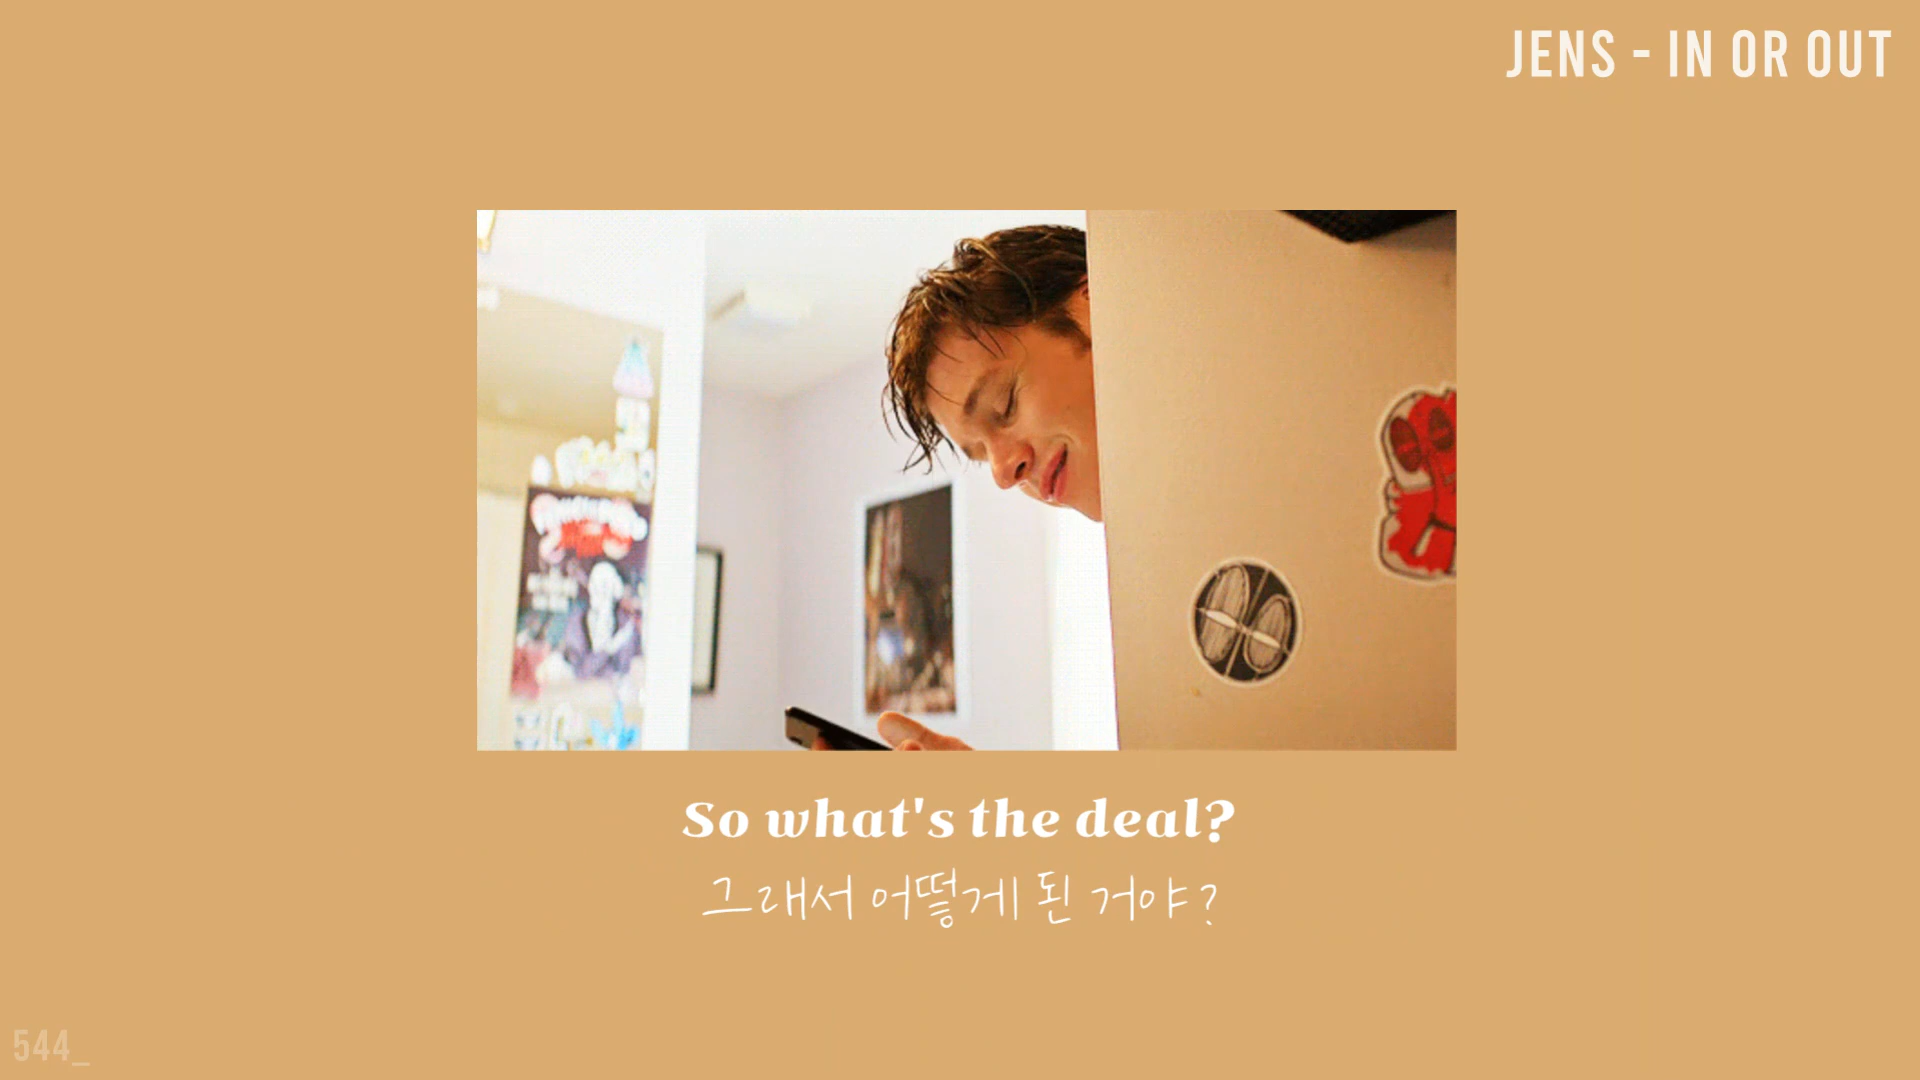 JENS - IN OR OUT
So what's the deal?
그래서 어떻게 된 거야?
544_